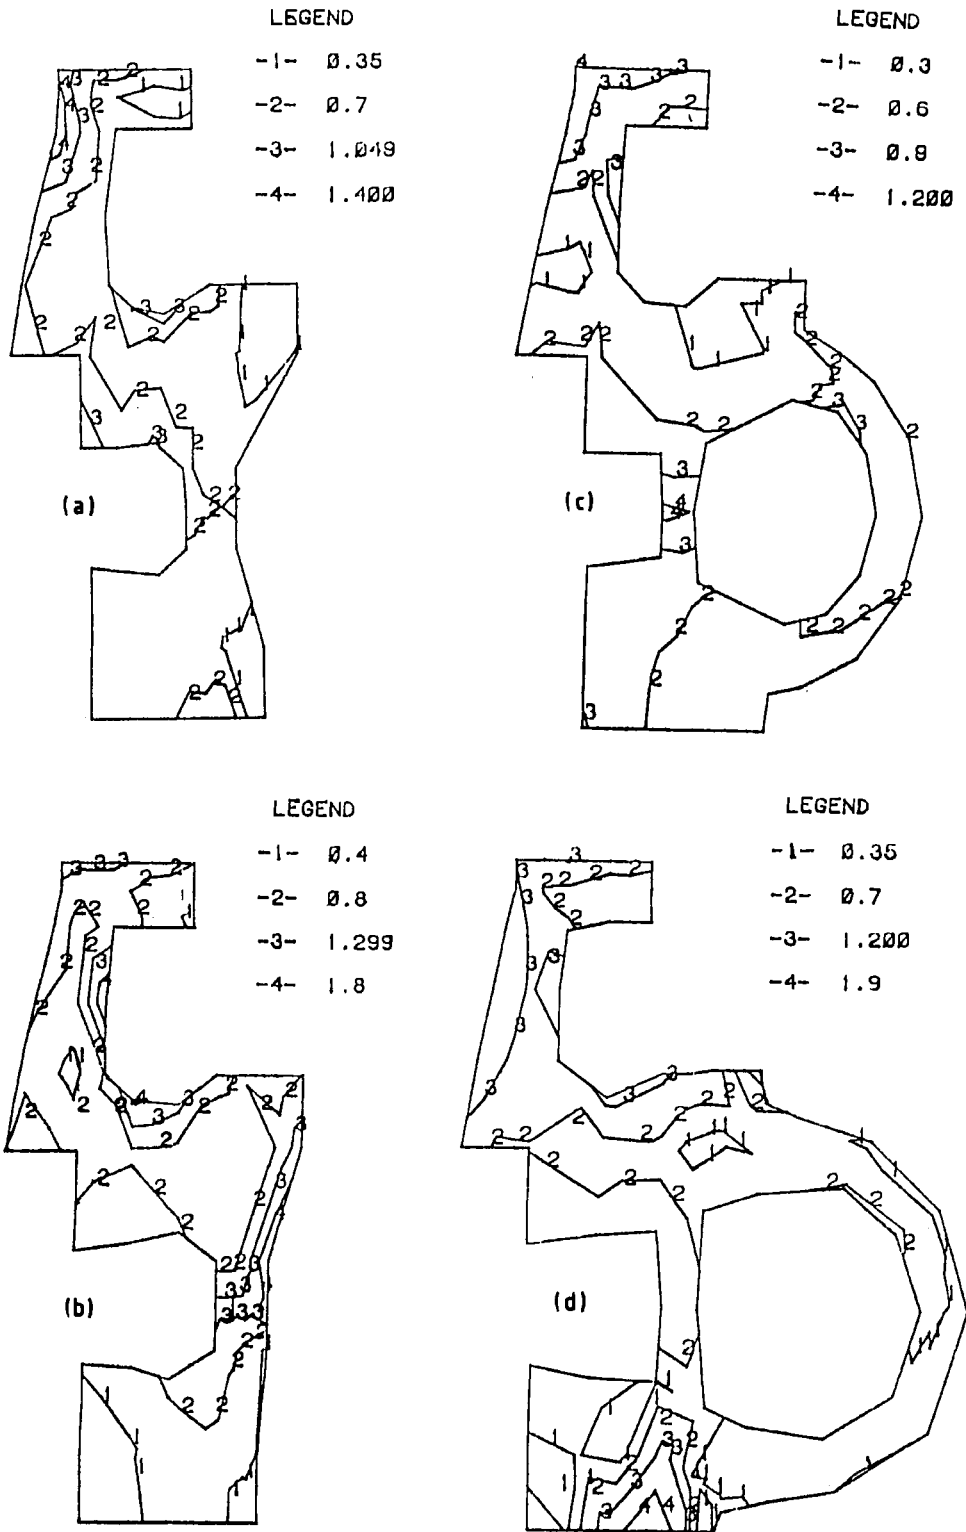 LEGEND
-1- 0.35
-2- 0.7
-3- 1.049
-4- 1.400
(a)
LEGEND
-1- 0.3
-2- 0.6
-3- 0.9
-4- 1.200
(c)
LEGEND
-1- 0.4
-2- 0.8
-3- 1.299
-4- 1.8
(b)
LEGEND
-1- 0.35
-2- 0.7
-3- 1.200
-4- 1.9
(d)